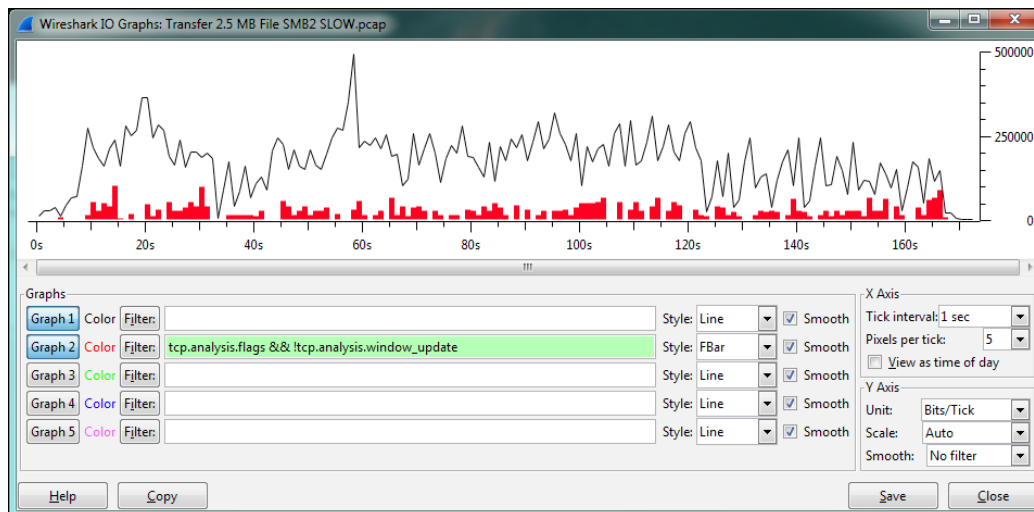 Wireshark IO Graphs: Transfer 2.5 MB File SMB2 SLOW.pcap
500000
250000
0
0s 20s 40s 60s 80s 100s 120s 140s 160s
Graphs
Graph 1 Color Filter: Style: Line Smooth
Graph 2 Color Filter: tcp.analysis.flags && !tcp.analysis.window_update Style: FBar Smooth
Graph 3 Color Filter: Style: Line Smooth
Graph 4 Color Filter: Style: Line Smooth
Graph 5 Color Filter: Style: Line Smooth
X Axis
Tick interval: 1 sec
Pixels per tick: 5
View as time of day
Y Axis
Unit: Bits/Tick
Scale: Auto
Smooth: No filter
Help Copy Save Close